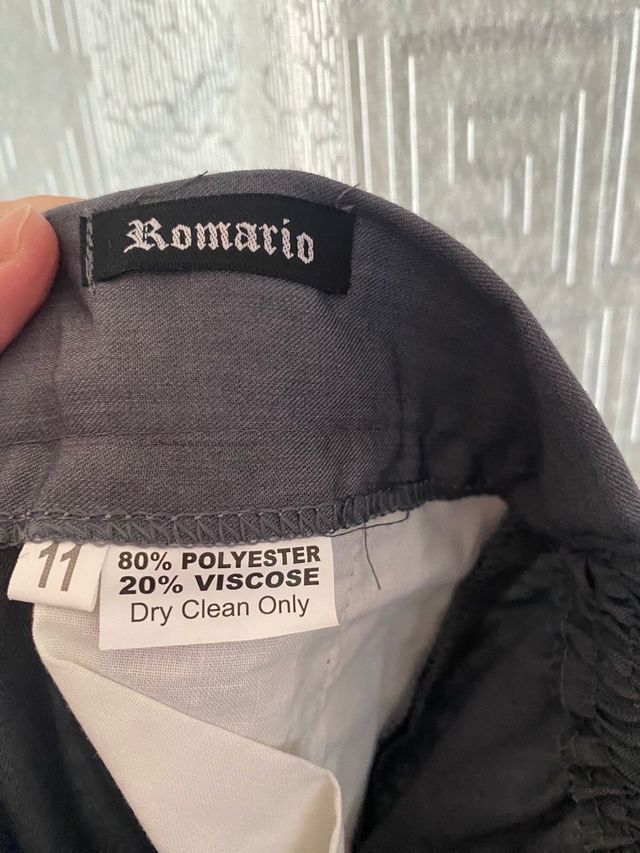 Romario
11
80% POLYESTER
20% VISCOSE
Dry Clean Only